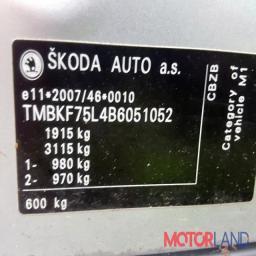 ŠKODA AUTO a.s.
e11*2007/46*0010
TMBKF75L4B6051052
1915 kg
3115 kg
1- 980 kg
2- 970 kg
600 kg
CBZB
Category of
vehicle M1
MOTORLAND